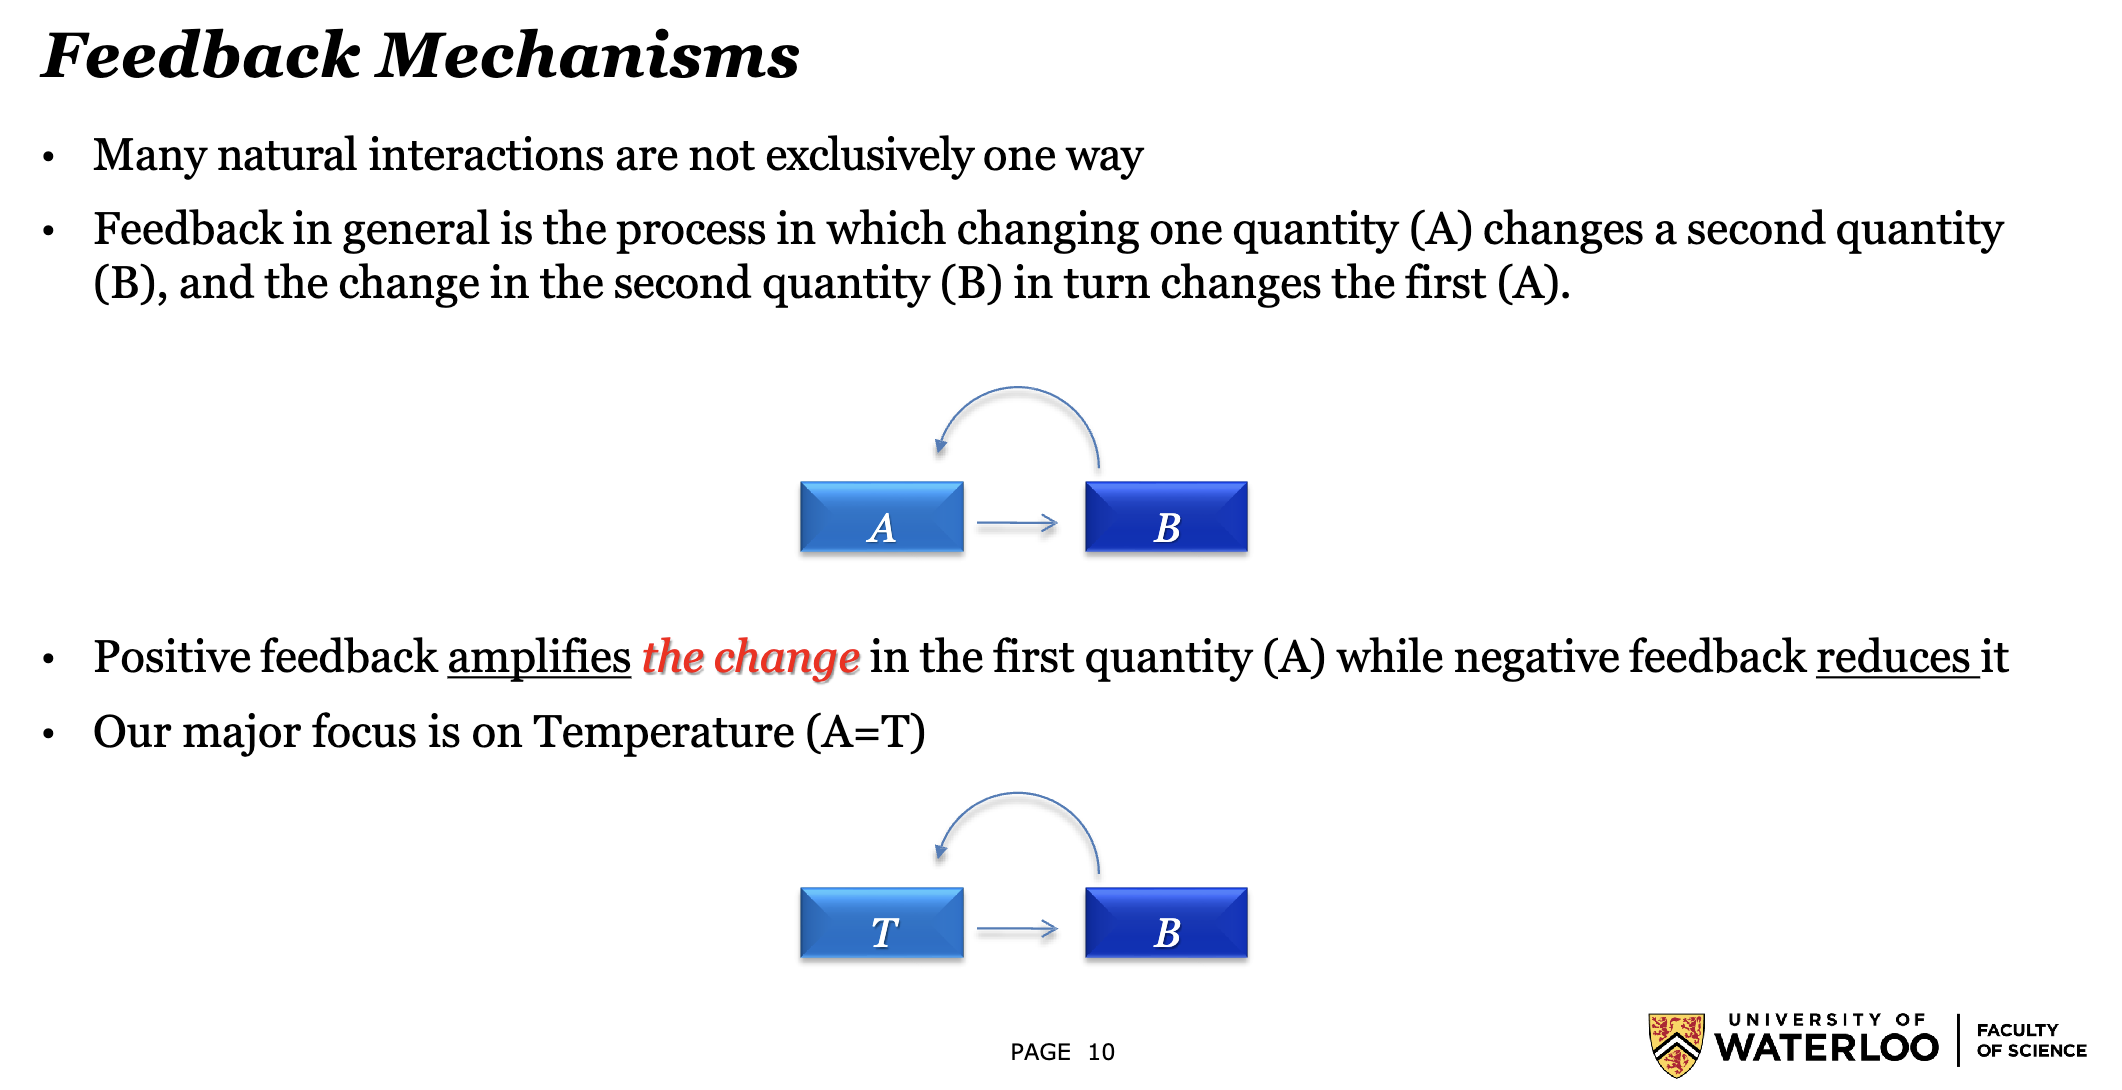 Feedback Mechanisms
• Many natural interactions are not exclusively one way
• Feedback in general is the process in which changing one quantity (A) changes a second quantity
(B), and the change in the second quantity (B) in turn changes the first (A).
A
B
• Positive feedback amplifies the change in the first quantity (A) while negative feedback reduces it
• Our major focus is on Temperature (A=T)
T
B
PAGE 10
UNIVERSITY OF
WATERLOO
FACULTY
OF SCIENCE